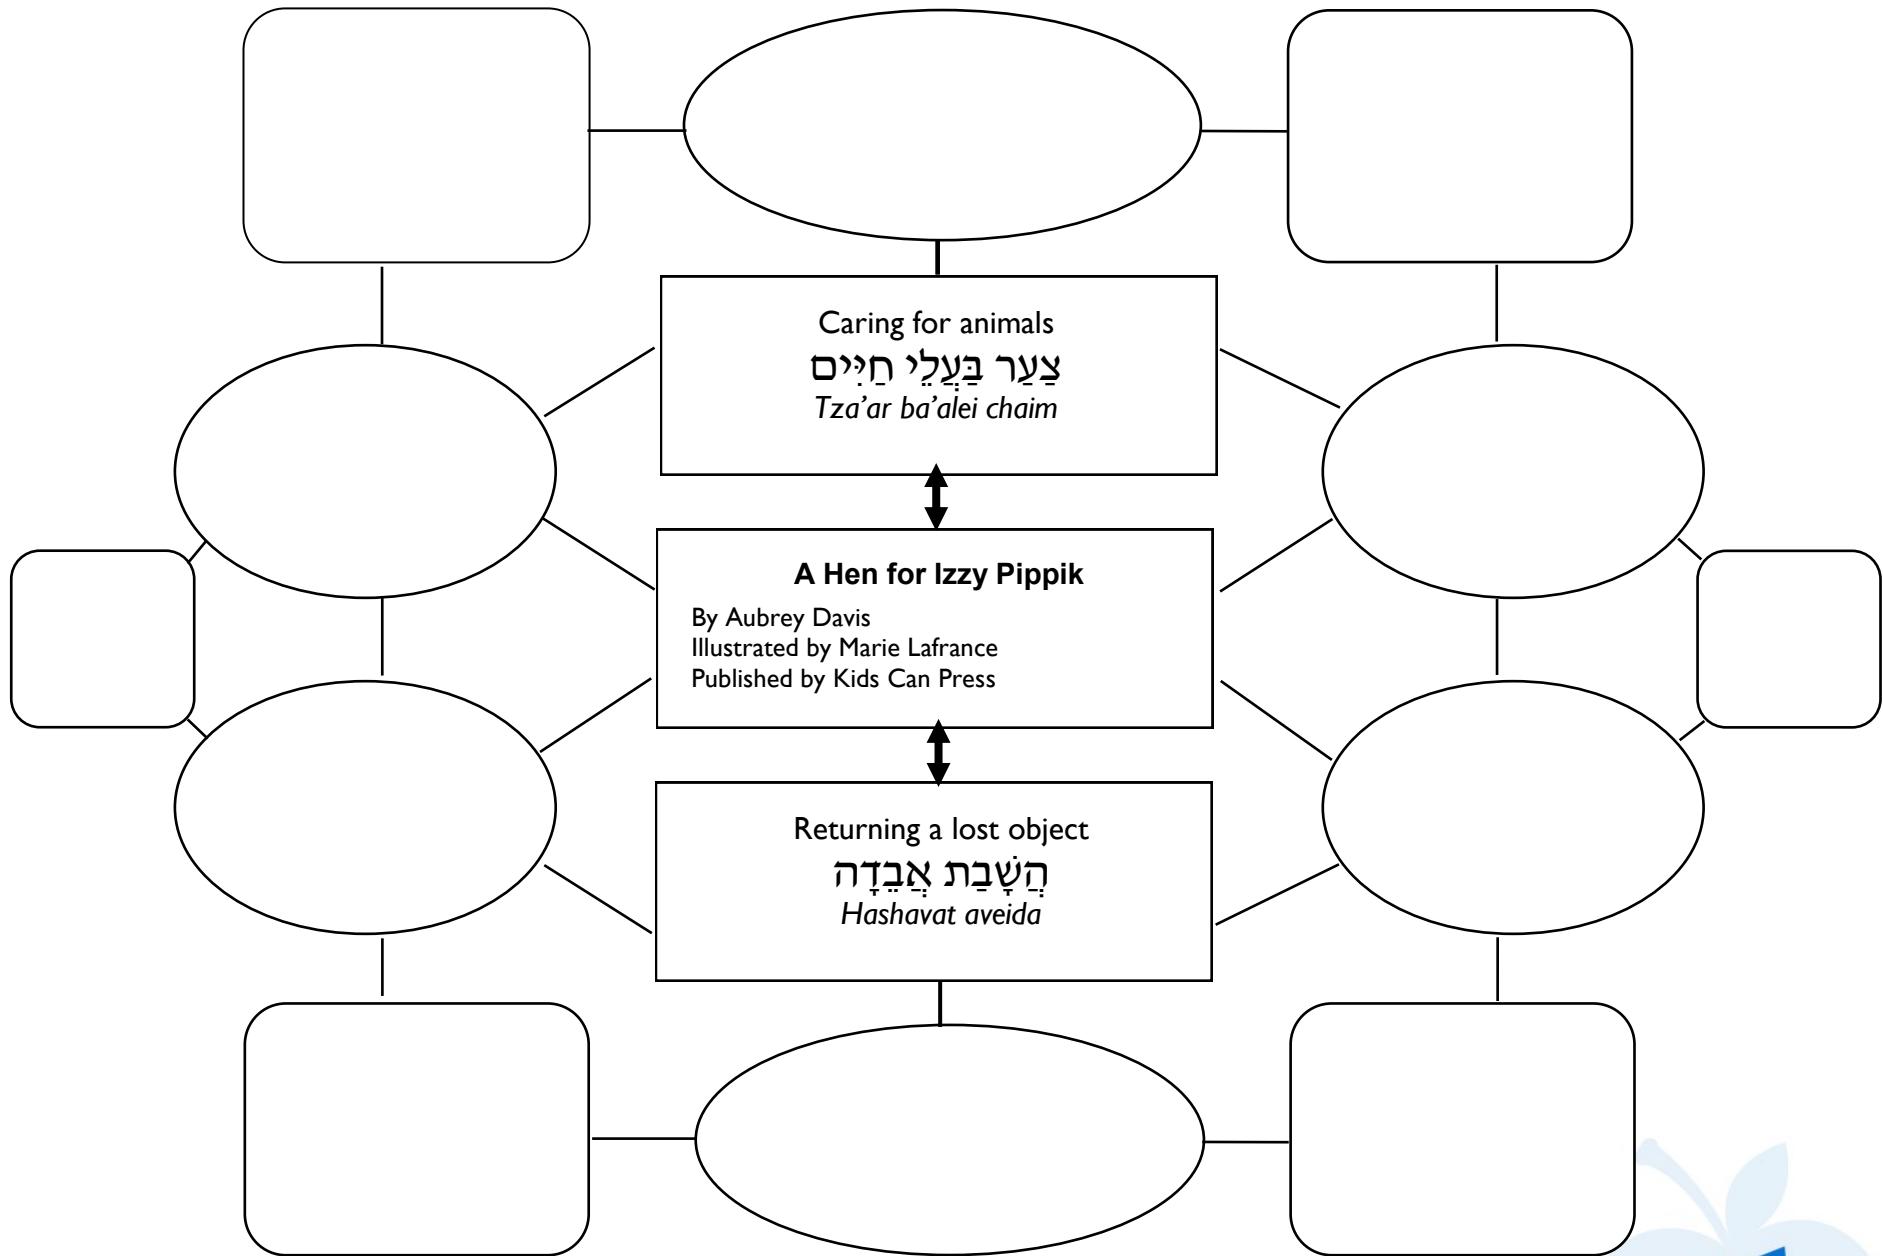 Caring for animals
צַעַר בַּעֲלֵי חַיִּים
Tza’ar ba’alei chaim
A Hen for Izzy Pippik
By Aubrey Davis
Illustrated by Marie Lafrance
Published by Kids Can Press
Returning a lost object
הֲשָׁבַת אֲבֵדָה
Hashavat aveida